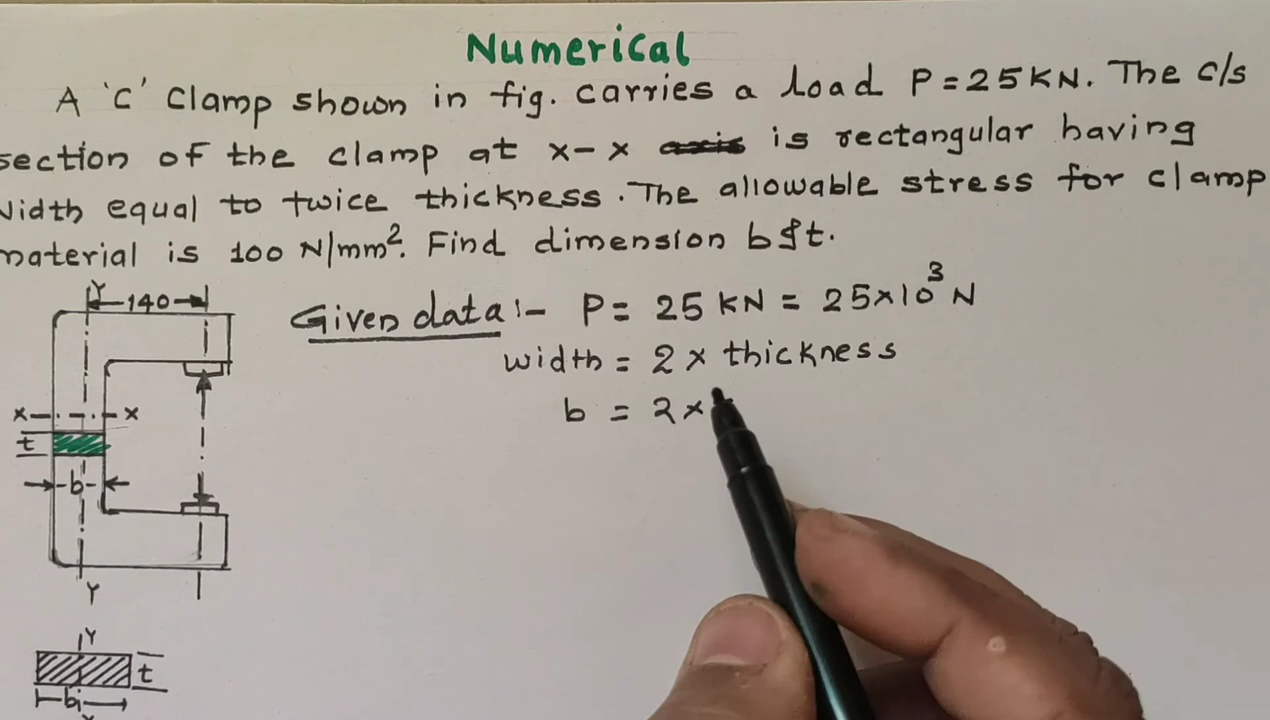 Numerical
A 'C' Clamp shown in fig. carries a load P=25KN. The c/s
section of the clamp at x-x axis is rectangular having
Width equal to twice thickness. The allowable stress for clamp
material is 100 N/mm². Find dimension b&t.
Y
140
Given data:- P= 25 KN = 25×10³ N
width = 2 × thickness
b = 2×
x x
t
b
Y
Y
t
b